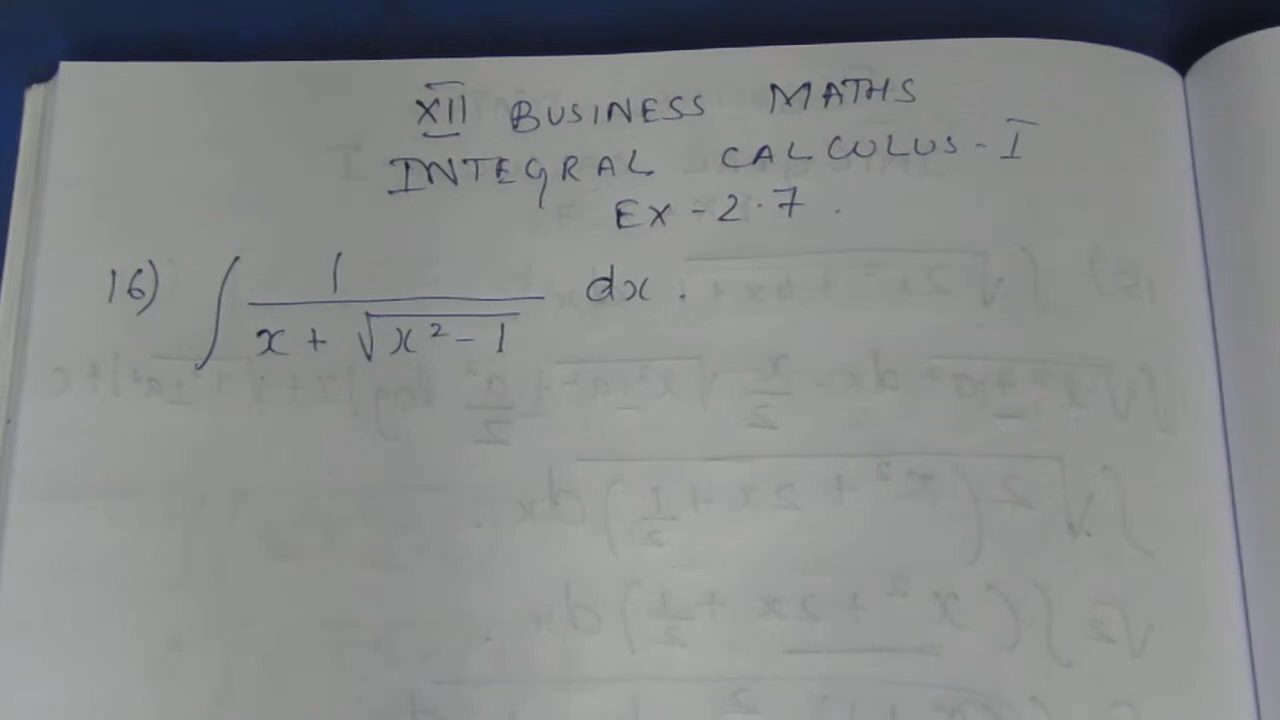 XII BUSINESS MATHS
INTEGRAL CALCULUS - I
EX - 2.7.
16) ∫ 1 / (x + √(x² - 1)) dx.